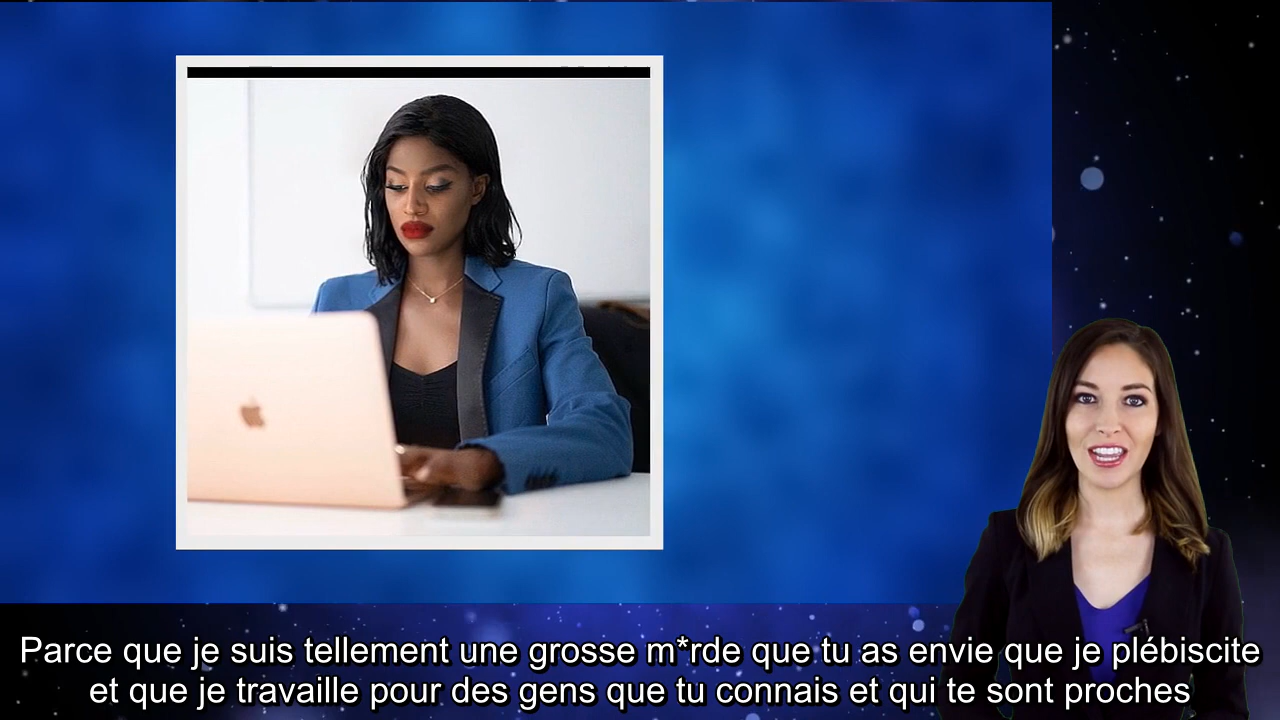 Parce que je suis tellement une grosse m*rde que tu as envie que je plébiscite
et que je travaille pour des gens que tu connais et qui te sont proches